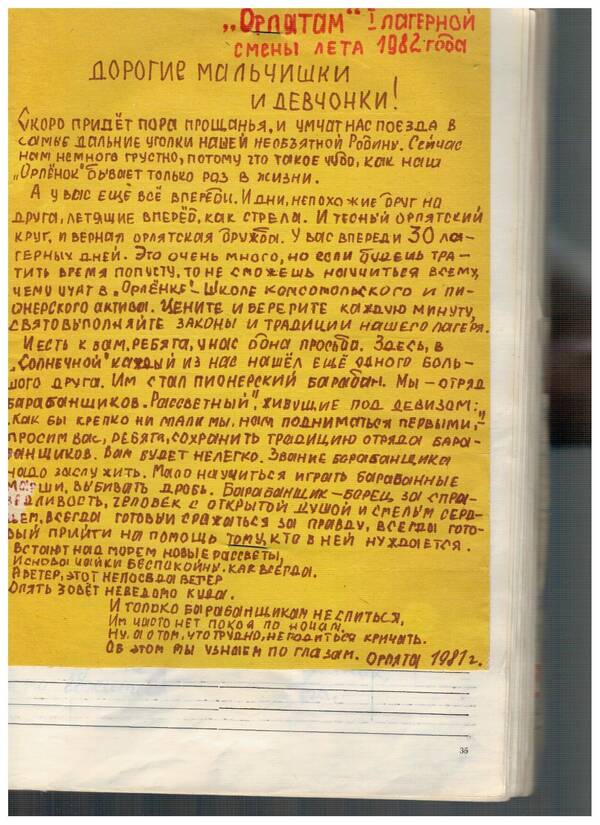 „Орлятам" I лагерной
смены лета 1982 года
Дорогие мальчишки
и девчонки!
Скоро придёт пора прощанья, и умчат нас поезда в
самые дальние уголки нашей необъятной Родины. Сейчас
нам немного грустно, потому что такое чудо, как наш
„Орлёнок" бывает только раз в жизни.
А у вас ещё всё впереди. И дни, непохожие друг на
друга, летящие вперёд, как стрела. И тесный орлятский
круг, и верная орлятская дружба. У вас впереди 30 ла-
герных дней. Это очень много, но если будешь тра-
тить время попусту, то не сможешь научиться всему,
чему учат в „Орлёнке"- школе комсомольского и пи-
онерского актива. Цените и берегите каждую минуту,
свято выполняйте законы и традиции нашего лагеря.
И есть к вам, ребята, у нас одна просьба. Здесь, в
„Солнечной" каждый из нас нашёл ещё одного боль-
шого друга. Им стал пионерский барабан. Мы – отряд
барабанщиков „Рассветный", живущие под девизом: „
Как бы крепко ни спали мы, нам подниматься первыми,"-
просим вас, ребята, сохранить традицию отряда бара-
банщиков. Вам будет нелегко. Звание барабанщика
надо заслужить. Мало научиться играть барабанные
марши, выбивать дробь. Барабанщик – борец за спра-
ведливость, человек с открытой душой и смелым серд-
цем, всегда готовый сражаться за правду, всегда гото-
вый прийти на помощь тому, кто в ней нуждается.
Встают над морем новые рассветы,
И снова чайки беспокойны, как всегда.
А ветер, этот непоседа ветер
Опять зовёт неведомо куда.
И только барабанщикам не спиться,
Им часто нет покоя по ночам.
Ну, а о том, что трудно, не годиться кричать.
Об этом мы узнаем по глазам. Орлята 1981 г.
35